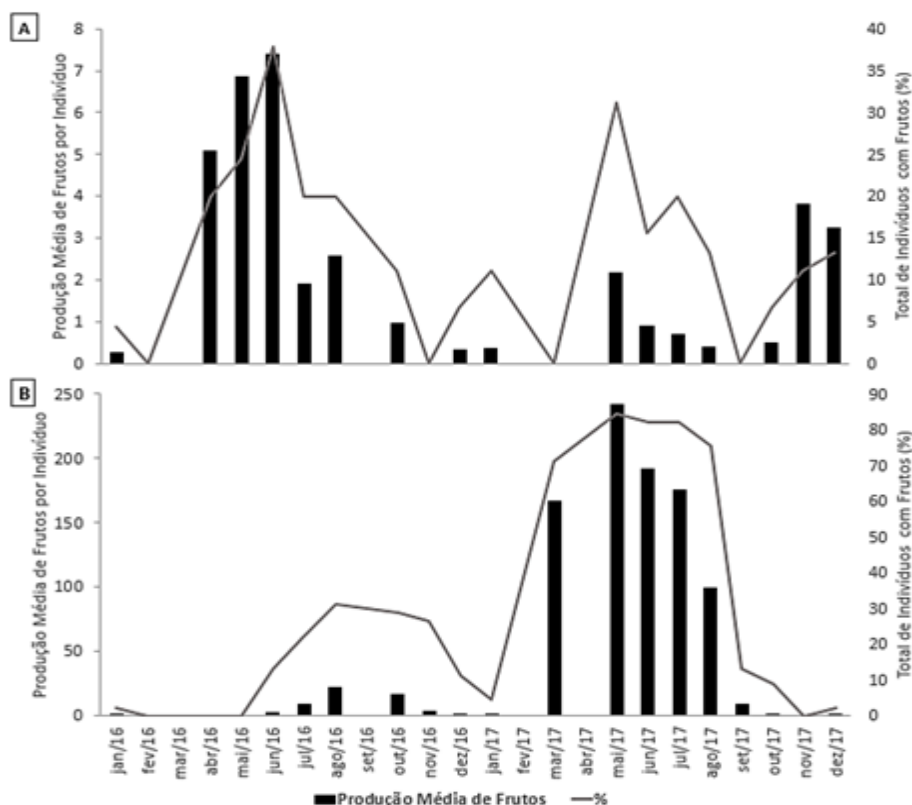 A
Produção Média de Frutos por Indivíduo
8
7
6
5
4
3
2
1
0
40
35
30
25
20
15
10
5
0
Total de Indivíduos com Frutos (%)
B
Produção Média de Frutos por Indivíduo
250
200
150
100
50
0
90
80
70
60
50
40
30
20
10
0
Total de Indivíduos com Frutos (%)
jan/16
fev/16
mar/16
abr/16
mai/16
jun/16
jul/16
ago/16
set/16
out/16
nov/16
dez/16
jan/17
fev/17
mar/17
abr/17
mai/17
jun/17
jul/17
ago/17
set/17
out/17
nov/17
dez/17
Produção Média de Frutos
%